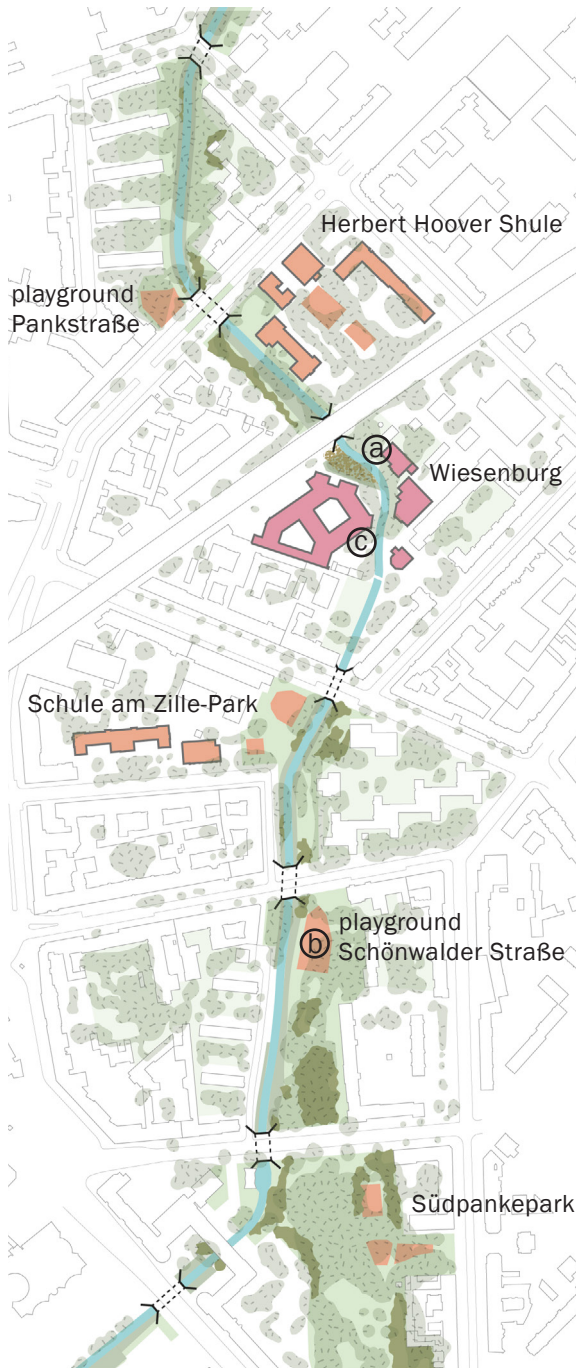 Herbert Hoover Shule
playground
Pankstraße
a
Wiesenburg
c
Schule am Zille-Park
playground
b
Schönwalder Straße
Südpankepark